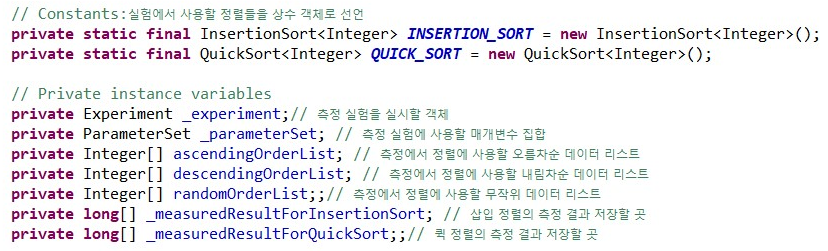 // Constants:실험에서 사용할 정렬들을 상수 객체로 선언
private static final InsertionSort<Integer> INSERTION_SORT = new InsertionSort<Integer>();
private static final QuickSort<Integer> QUICK_SORT = new QuickSort<Integer>();
// Private instance variables
private Experiment _experiment;// 측정 실험을 실시할 객체
private ParameterSet _parameterSet; // 측정 실험에 사용할 매개변수 집합
private Integer[] ascendingOrderList; // 측정에서 정렬에 사용할 오름차순 데이터 리스트
private Integer[] descendingOrderList; // 측정에서 정렬에 사용할 내림차순 데이터 리스트
private Integer[] randomOrderList;;// 측정에서 정렬에 사용할 무작위 데이터 리스트
private long[] _measuredResultForInsertionSort; // 삽입 정렬의 측정 결과 저장할 곳
private long[] _measuredResultForQuickSort;;// 퀵 정렬의 측정 결과 저장할 곳